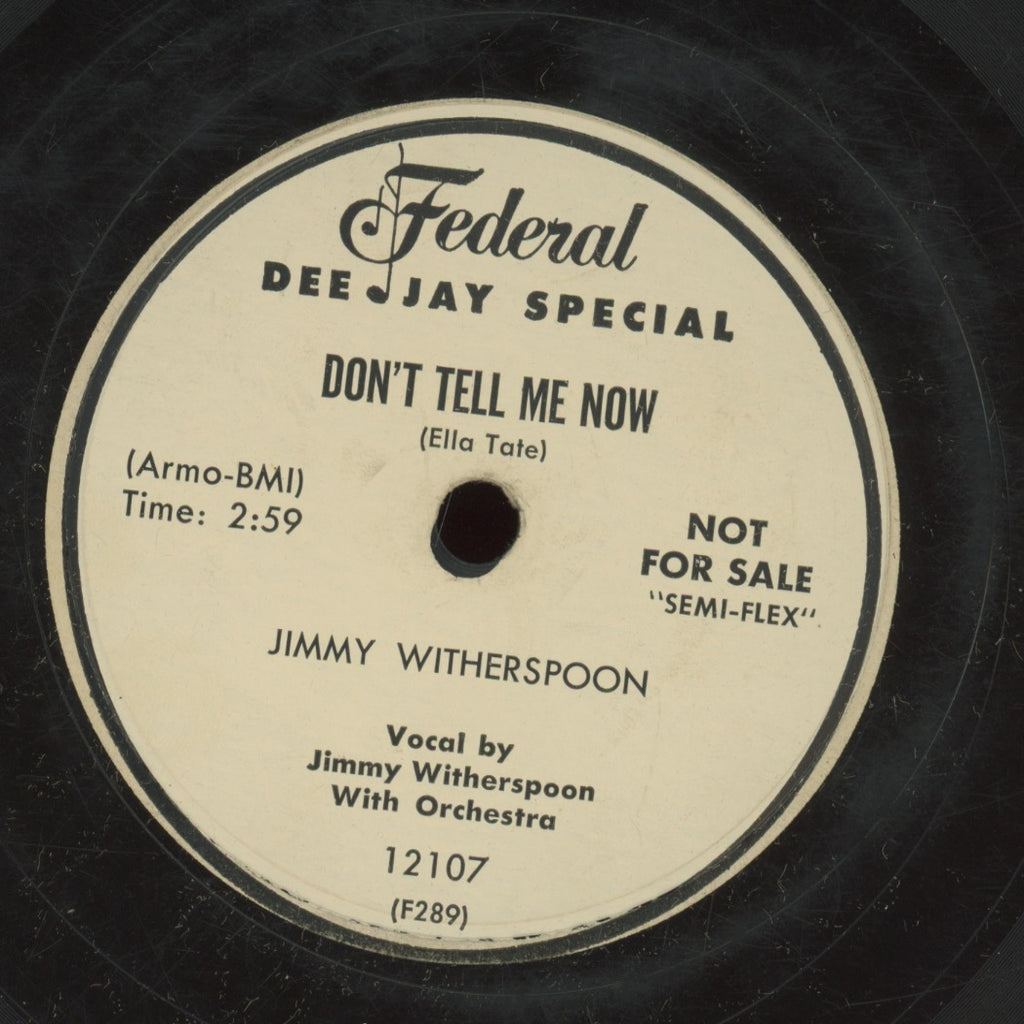 Federal
DEE JAY SPECIAL
DON'T TELL ME NOW
(Ella Tate)
(Armo-BMI)
Time: 2:59
NOT
FOR SALE
"SEMI-FLEX"
JIMMY WITHERSPOON
Vocal by
Jimmy Witherspoon
With Orchestra
12107
(F289)